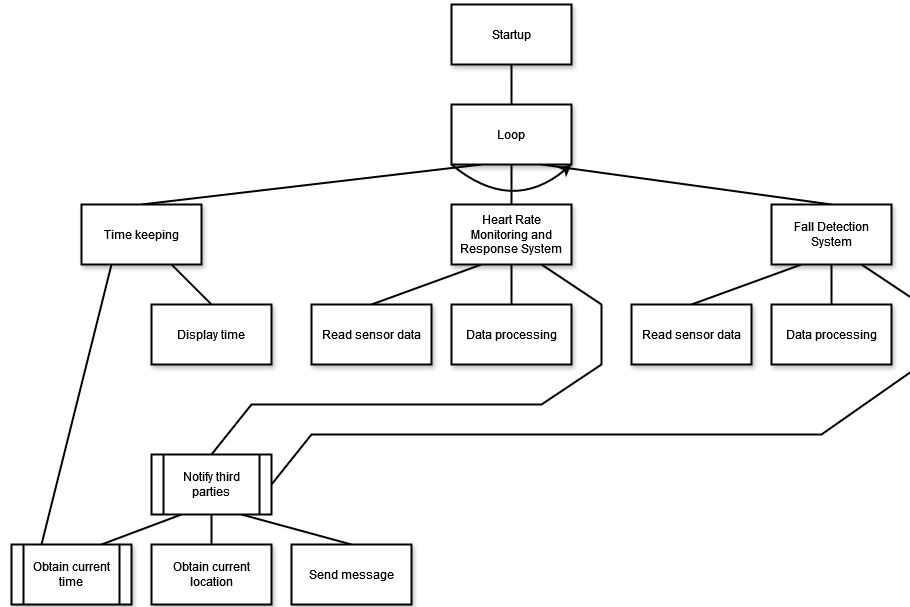 Startup
Loop
Time keeping
Heart Rate
Monitoring and
Response System
Fall Detection
System
Display time
Read sensor data
Data processing
Read sensor data
Data processing
Notify third
parties
Obtain current
time
Obtain current
location
Send message